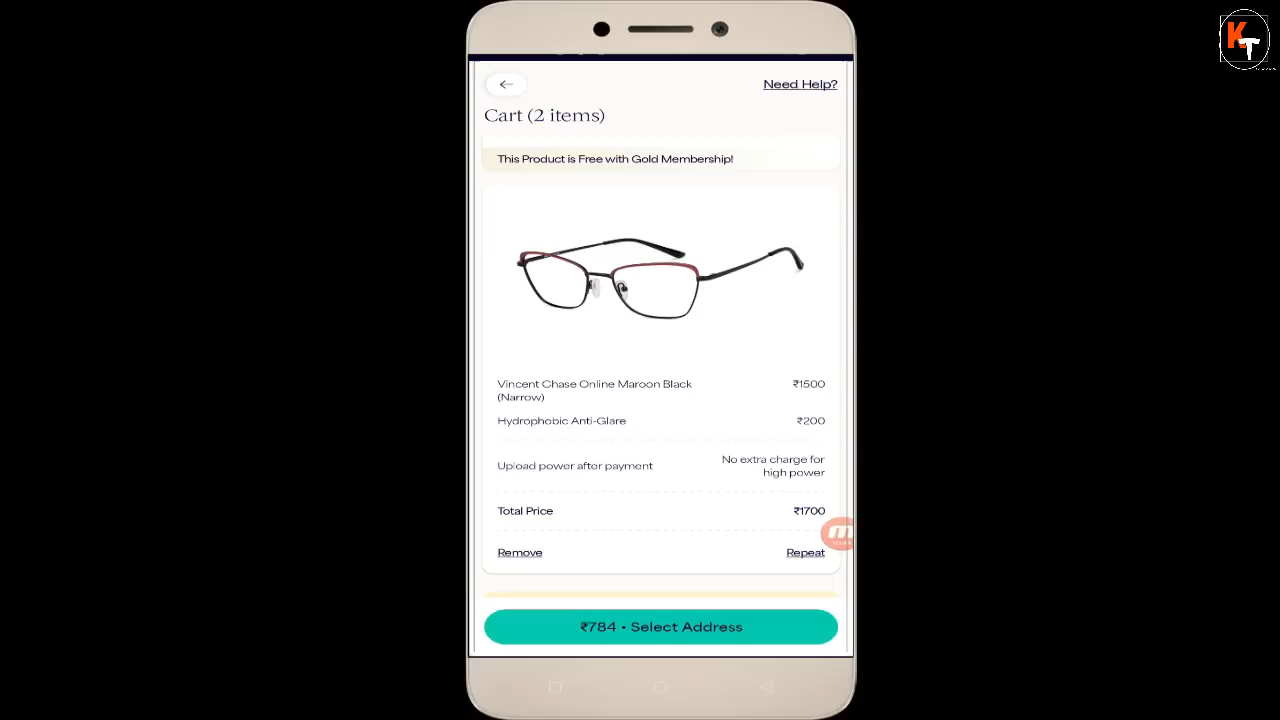 KT
Need Help?
Cart (2 items)
This Product is Free with Gold Membership!
Vincent Chase Online Maroon Black ₹1500
(Narrow)
Hydrophobic Anti-Glare ₹200
Upload power after payment No extra charge for
high power
Total Price ₹1700
Remove Repeat
₹784 • Select Address